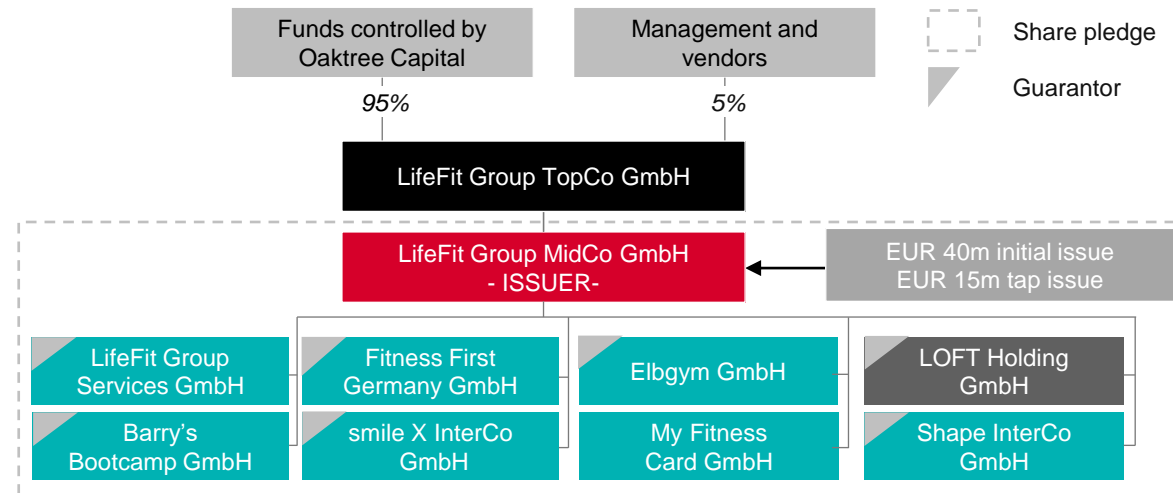 Funds controlled by
Oaktree Capital
Management and
vendors
Share pledge
Guarantor
95%
5%
LifeFit Group TopCo GmbH
LifeFit Group MidCo GmbH
- ISSUER-
EUR 40m initial issue
EUR 15m tap issue
LifeFit Group
Services GmbH
Fitness First
Germany GmbH
Elbgym GmbH
LOFT Holding
GmbH
Barry's
Bootcamp GmbH
smile X InterCo
GmbH
My Fitness
Card GmbH
Shape InterCo
GmbH